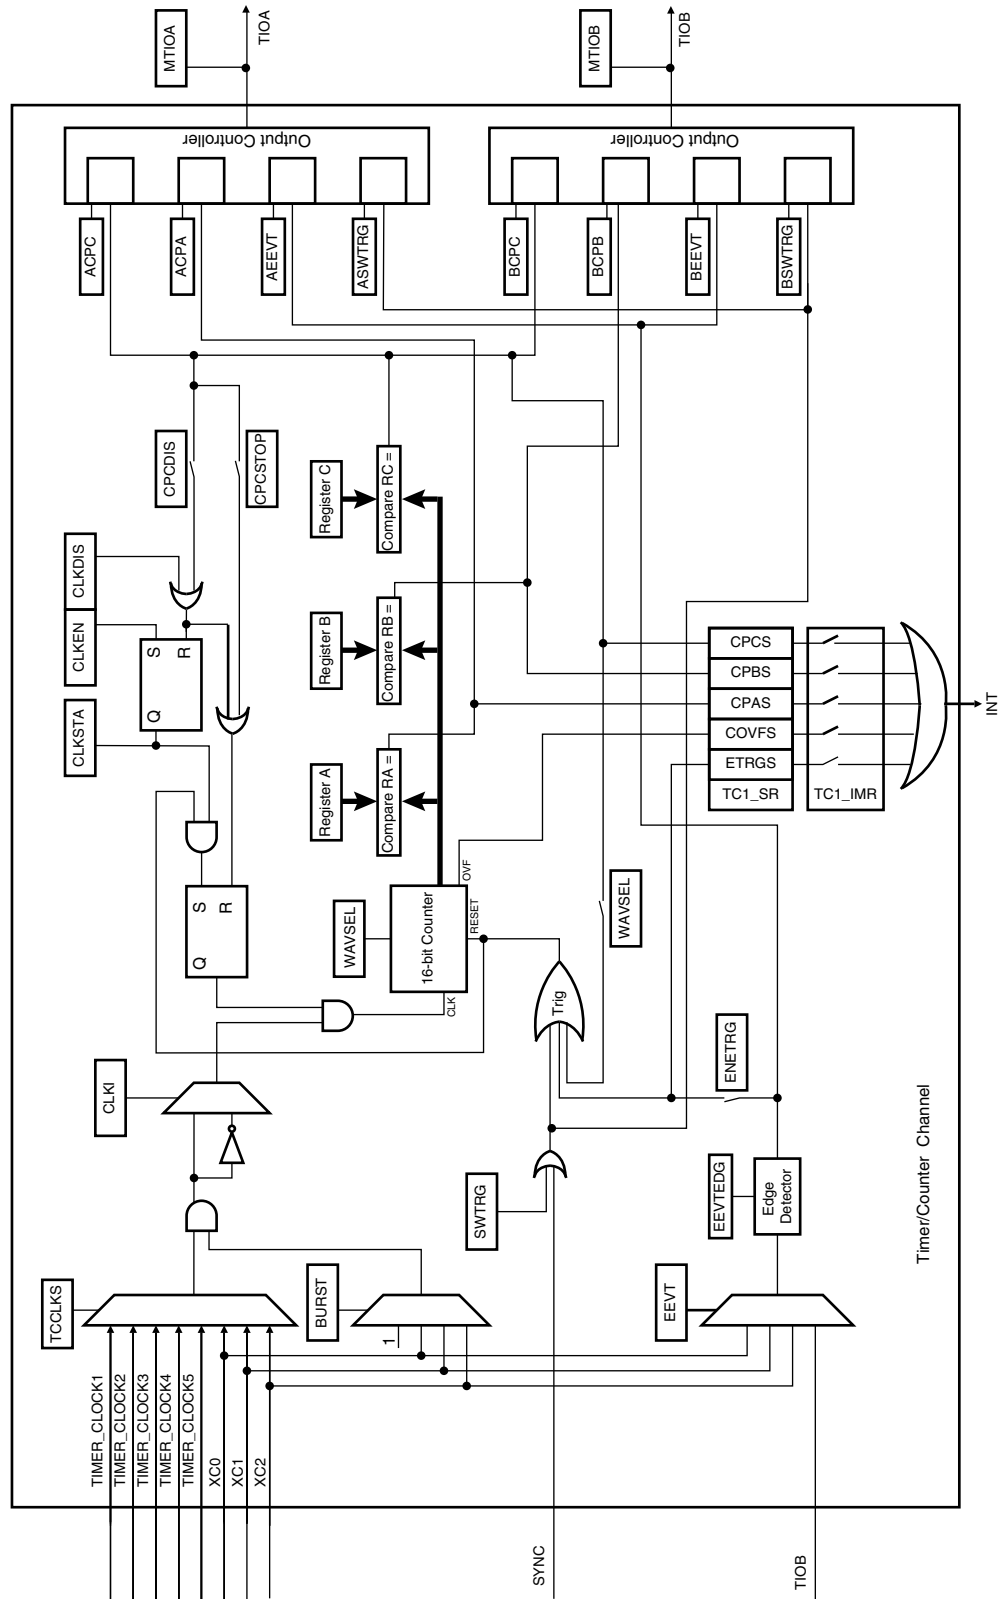 TCCLKS
TIMER_CLOCK1
TIMER_CLOCK2
TIMER_CLOCK3
TIMER_CLOCK4
TIMER_CLOCK5
XC0
XC1
XC2
CLKI
CLKSTA
CLKEN
CLKDIS
CPCDIS
CPCSTOP
Q
S
R
Q
S
R
ACPC
ACPA
AEEVT
ASWTRG
Output Controller
MTIOA
TIOA
BURST
1
WAVSEL
16-bit Counter
CLK
RESET
OVF
Register A
Register B
Register C
Compare RA =
Compare RB =
Compare RC =
SWTRG
SYNC
Trig
WAVSEL
BCPC
BCPB
BEEVT
BSWTRG
Output Controller
MTIOB
TIOB
EEVT
EEVTEDG
Edge
Detector
ENETRG
TIOB
CPCS
CPBS
CPAS
COVFS
ETRGS
TC1_SR
TC1_IMR
INT
Timer/Counter Channel